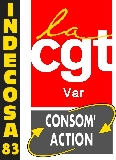 INDECOSA 83
la
cgt
Var
CONSOM'
ACTION